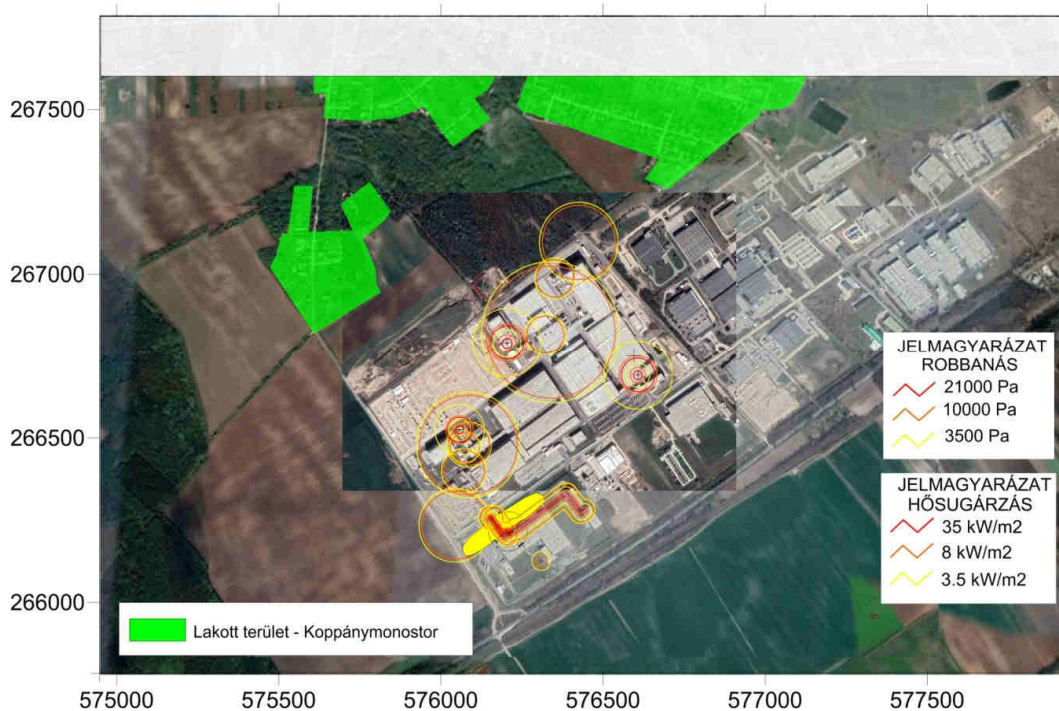 267500
267000
266500
266000
JELMAGYARÁZAT
ROBBANÁS
21000 Pa
10000 Pa
3500 Pa
JELMAGYARÁZAT
HŐSUGÁRZÁS
35 kW/m2
8 kW/m2
3.5 kW/m2
Lakott terület - Koppánymonostor
575000 575500 576000 576500 577000 577500